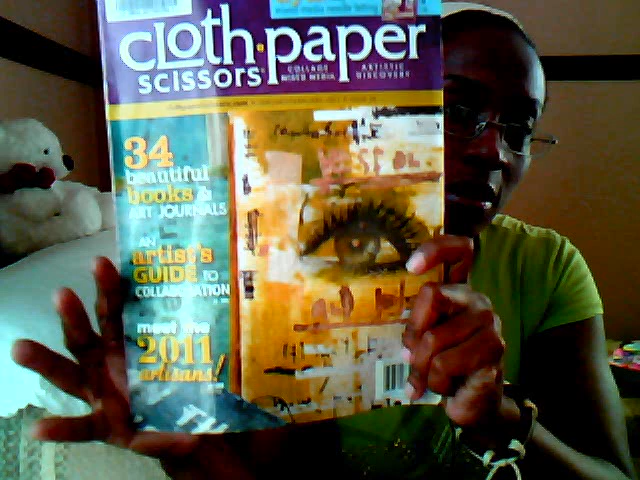 cloth·paper
scissors
COLLAGE
MIXED MEDIA
ARTISTIC
DISCOVERY
34
beautiful
books &
ART JOURNALS
AN
artist's
GUIDE TO
COLLABORATION
meet the
2011
artisans!
TH